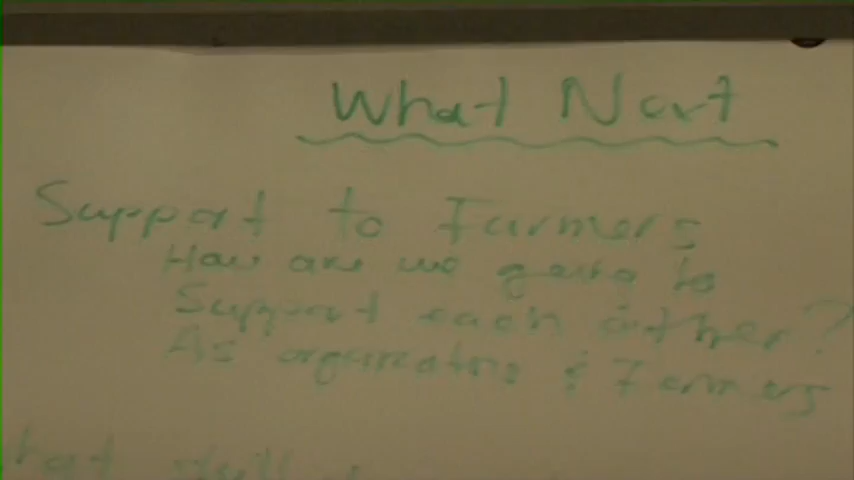 What Next
Support to Farmers
How are we going to
Support each other?
As organizations & Farmers